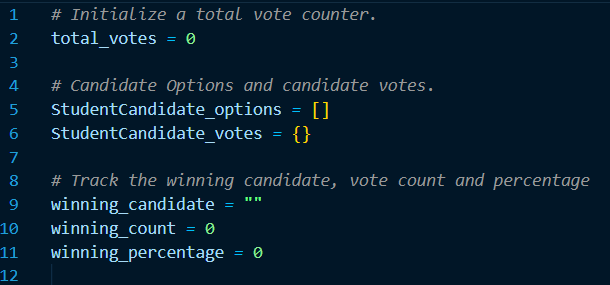 1 # Initialize a total vote counter.
2 total_votes = 0
3
4 # Candidate Options and candidate votes.
5 StudentCandidate_options = []
6 StudentCandidate_votes = {}
7
8 # Track the winning candidate, vote count and percentage
9 winning_candidate = ""
10 winning_count = 0
11 winning_percentage = 0
12